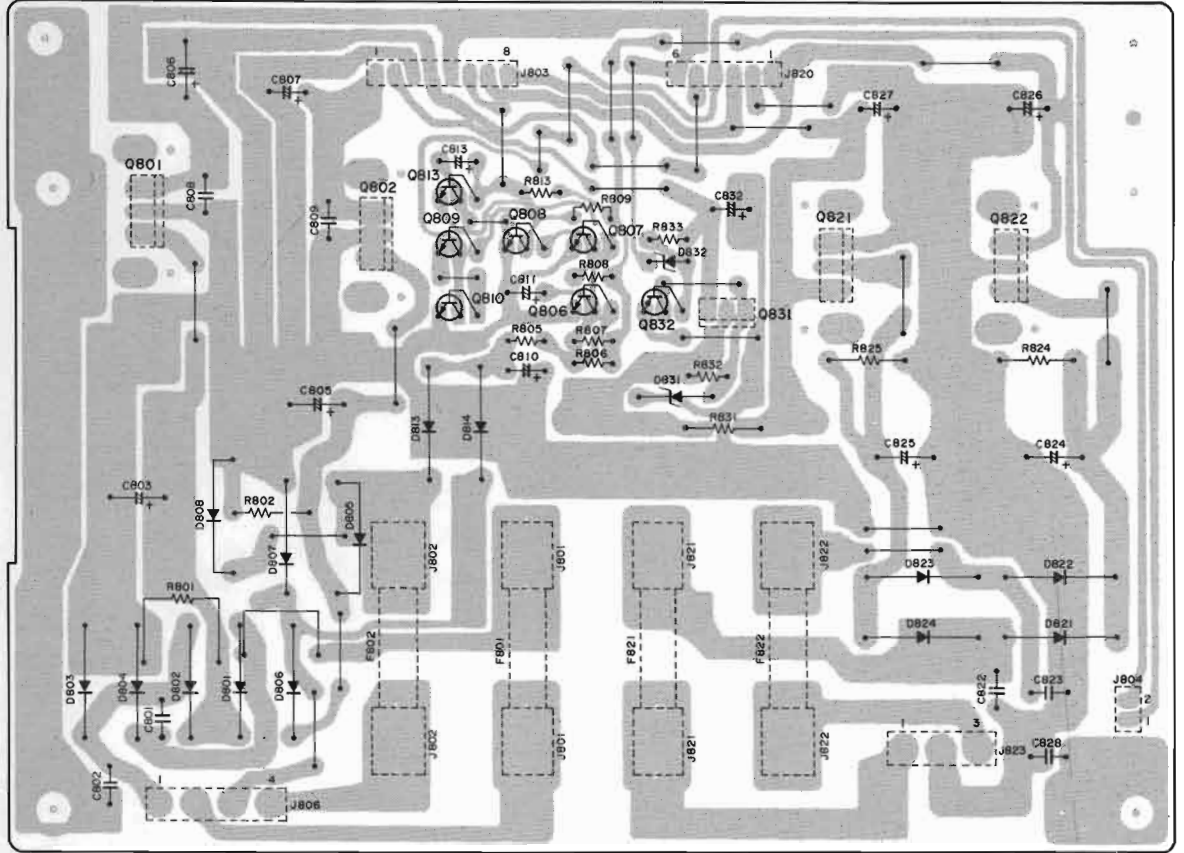 C806
C807
1
8
J803
6
1
J820
C827
C826
C813
Q801
Q813
C808
Q802
R813
C809
R809
C832
Q809
Q808
Q807
R833
Q821
Q822
D832
R808
C811
Q810
Q806
Q832
Q831
R805
R807
R825
R824
C810
R806
R832
C805
D831
D813
D814
R831
C825
C824
C803
D808
R802
D807
D805
J802
J801
J821
J822
D823
D822
R801
F802
F801
F821
F822
D824
D821
D803
D804
D802
D801
D806
C801
C822
C823
J804
2
1
J802
J801
J821
J822
1
3
J823
C828
C802
1
4
J806